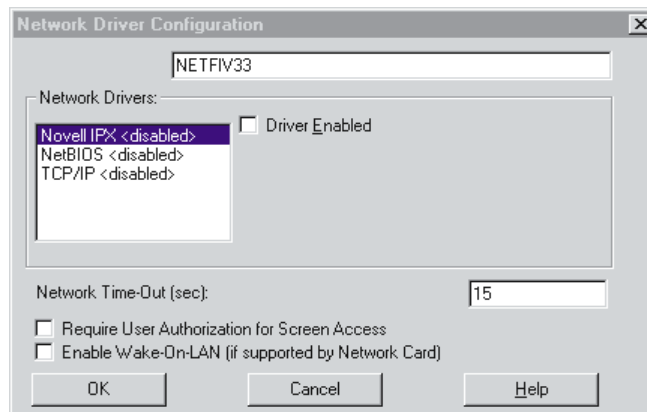 Network Driver Configuration
NETFIV33
Network Drivers:
Novell IPX <disabled>
NetBIOS <disabled>
TCP/IP <disabled>
Driver Enabled
Network Time-Out (sec):
15
Require User Authorization for Screen Access
Enable Wake-On-LAN (if supported by Network Card)
OK
Cancel
Help